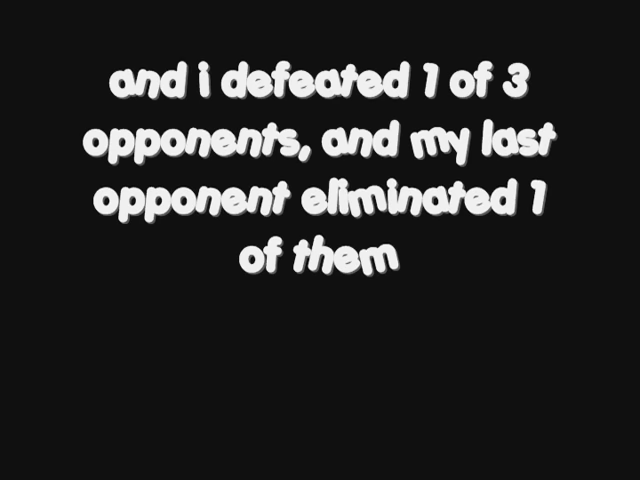 and i defeated 1 of 3
opponents, and my last
opponent eliminated 1
of them